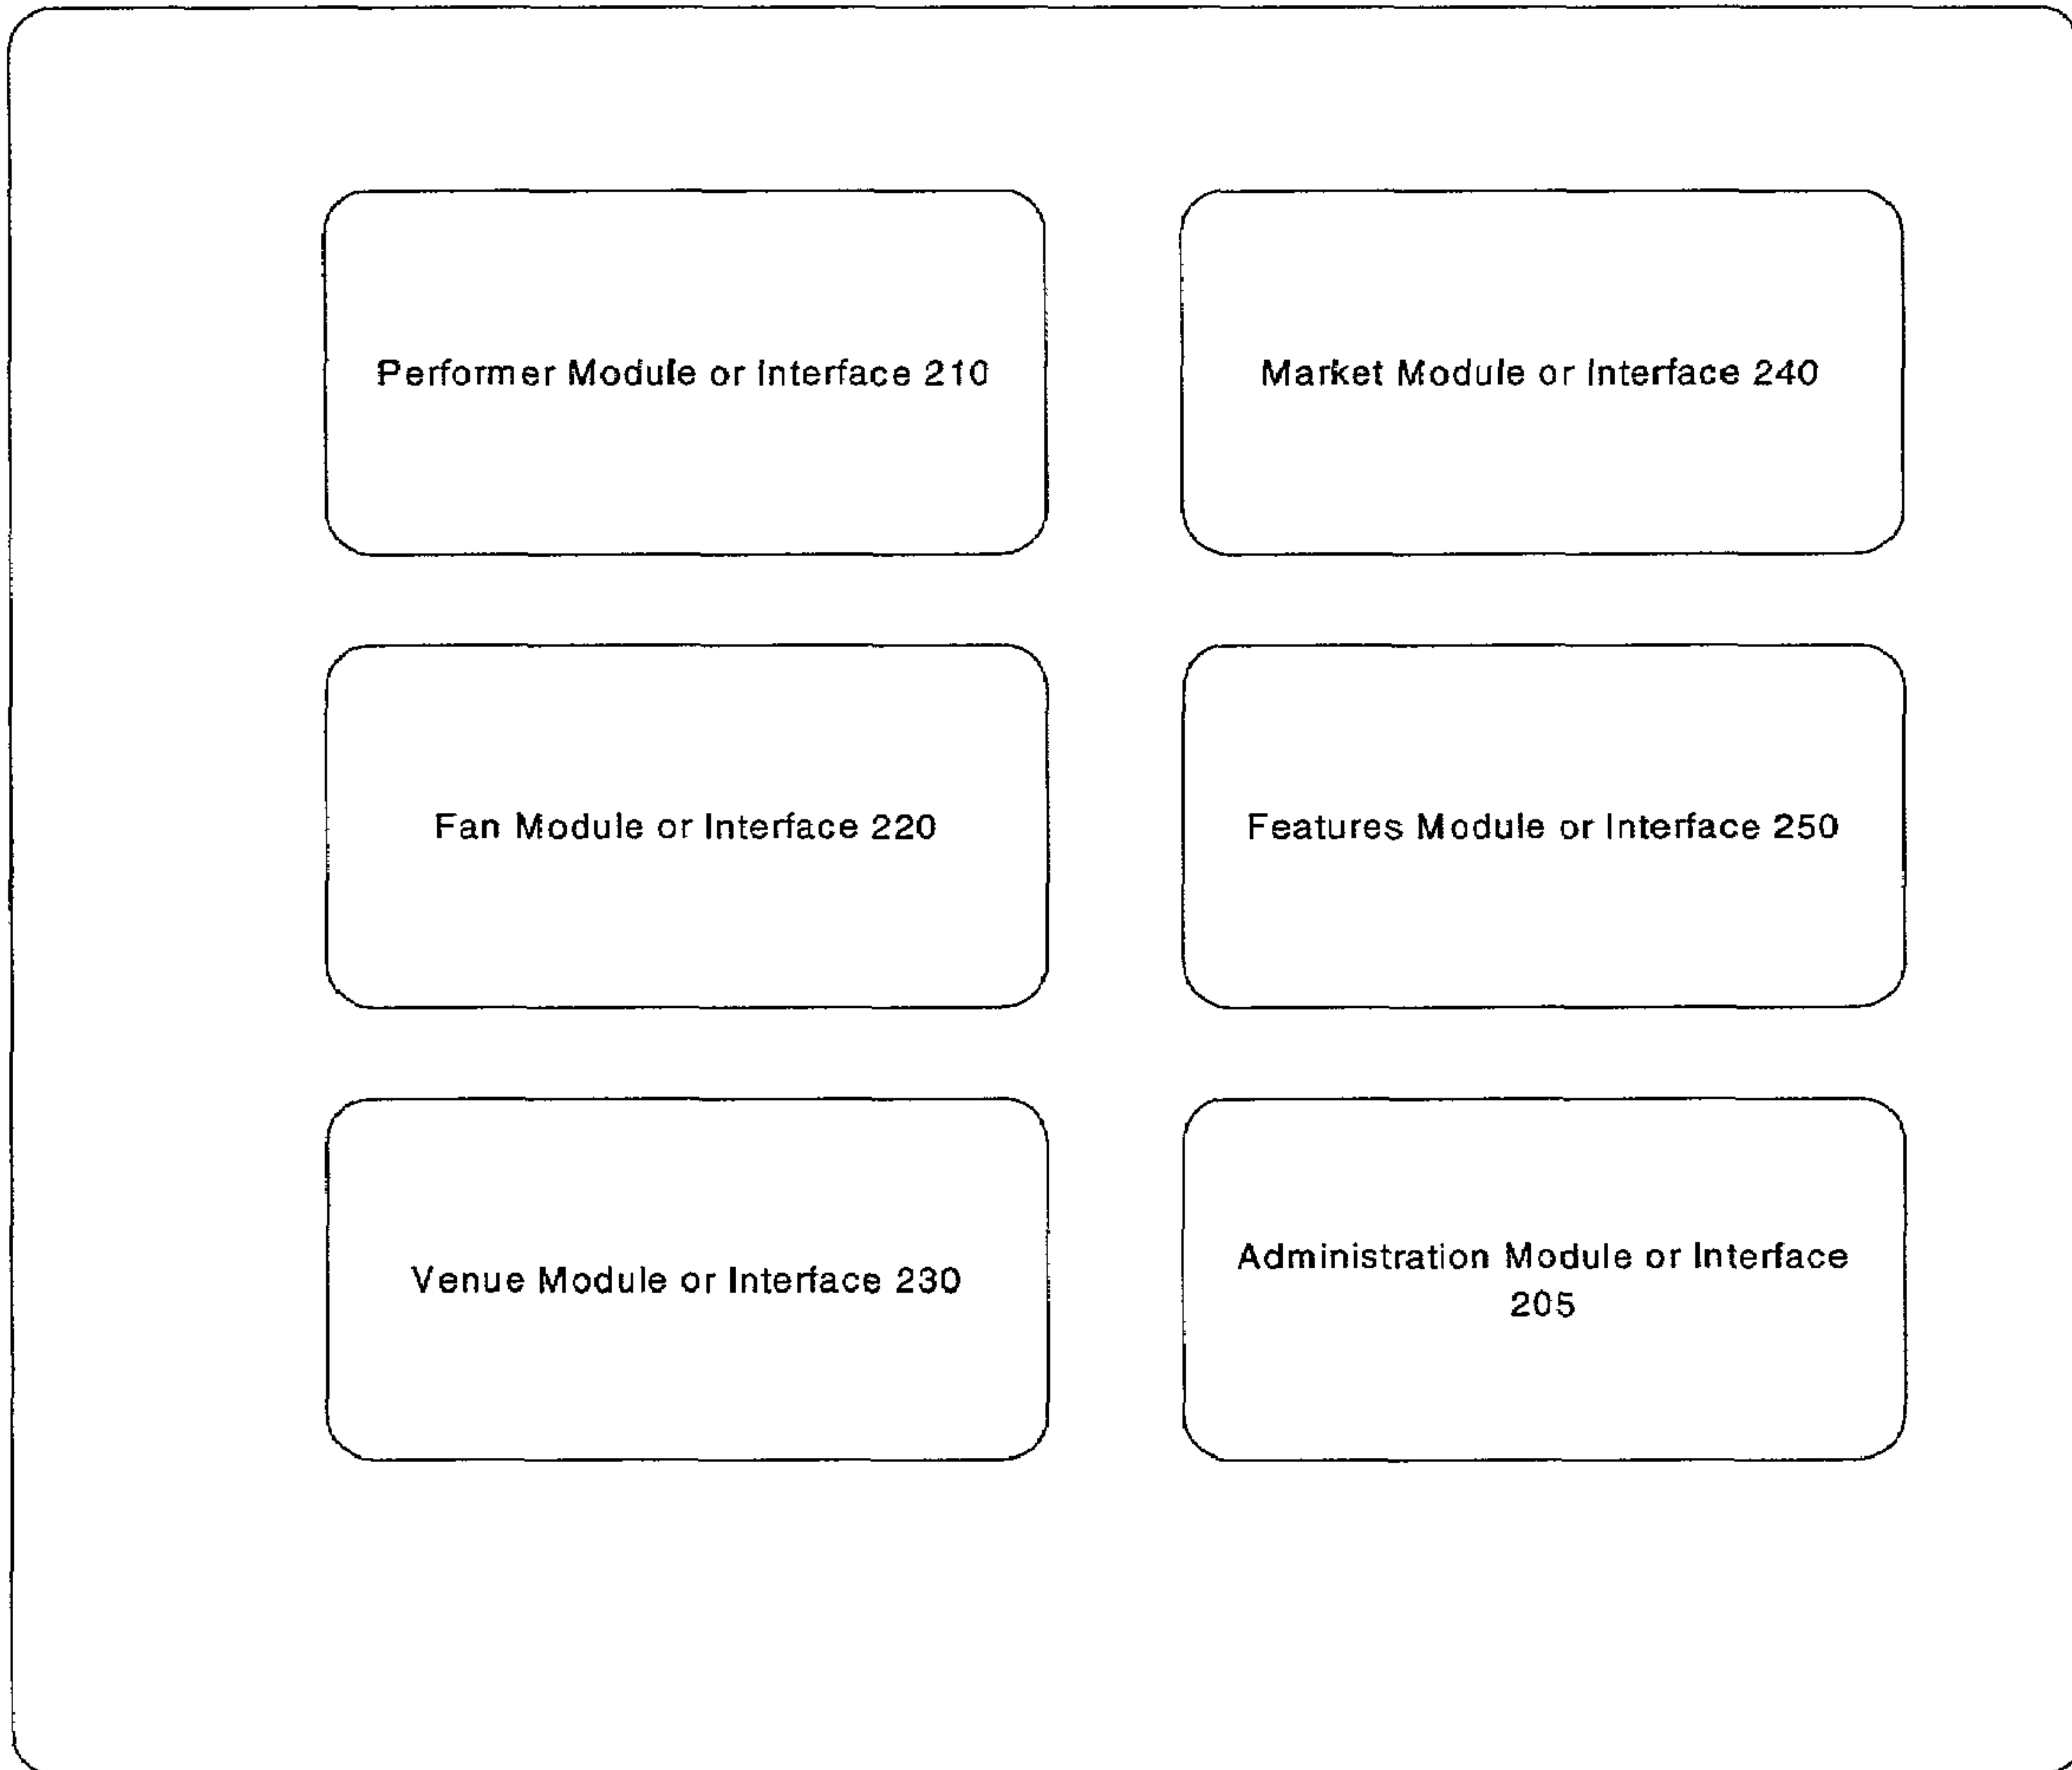 Performer Module or Interface 210
Market Module or Interface 240
Fan Module or Interface 220
Features Module or Interface 250
Venue Module or Interface 230
Administration Module or Interface
205